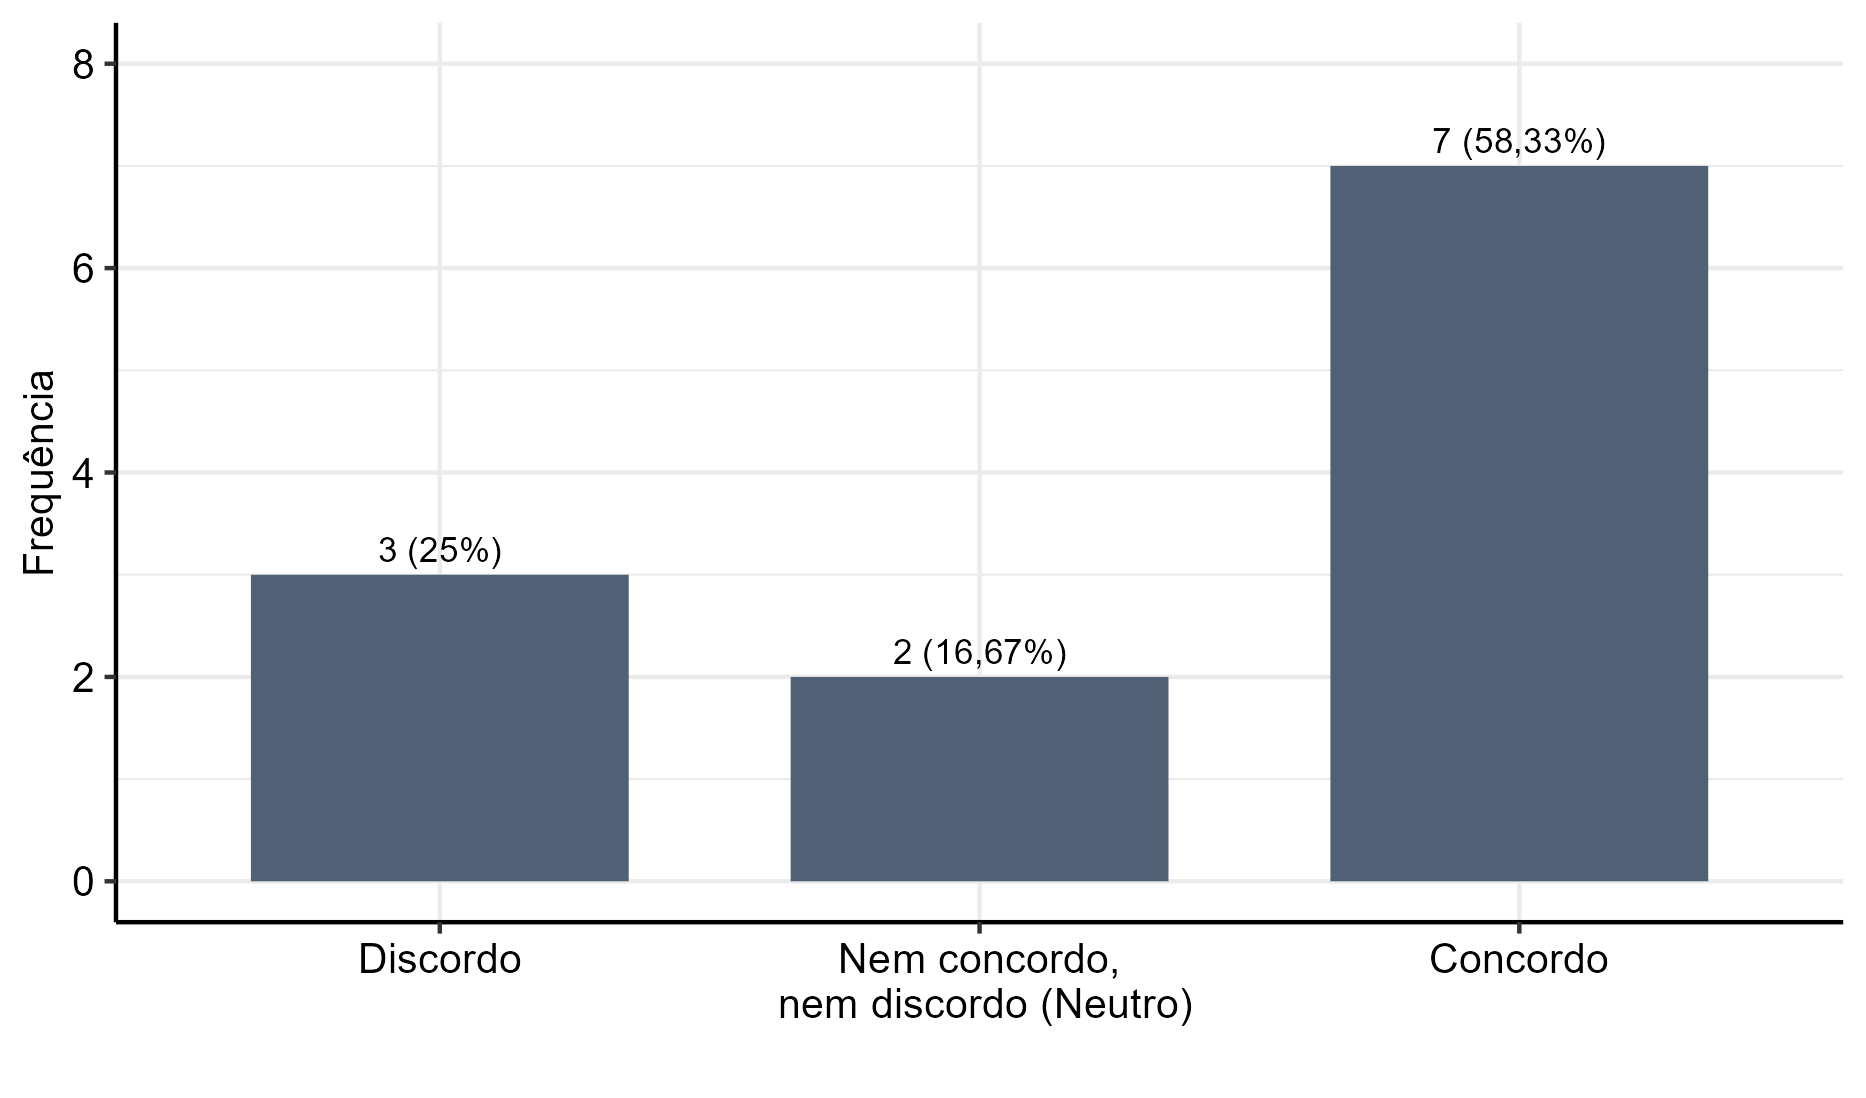 Frequência
8
6
4
2
0
3 (25%)
2 (16,67%)
7 (58,33%)
Discordo
Nem concordo,
nem discordo (Neutro)
Concordo